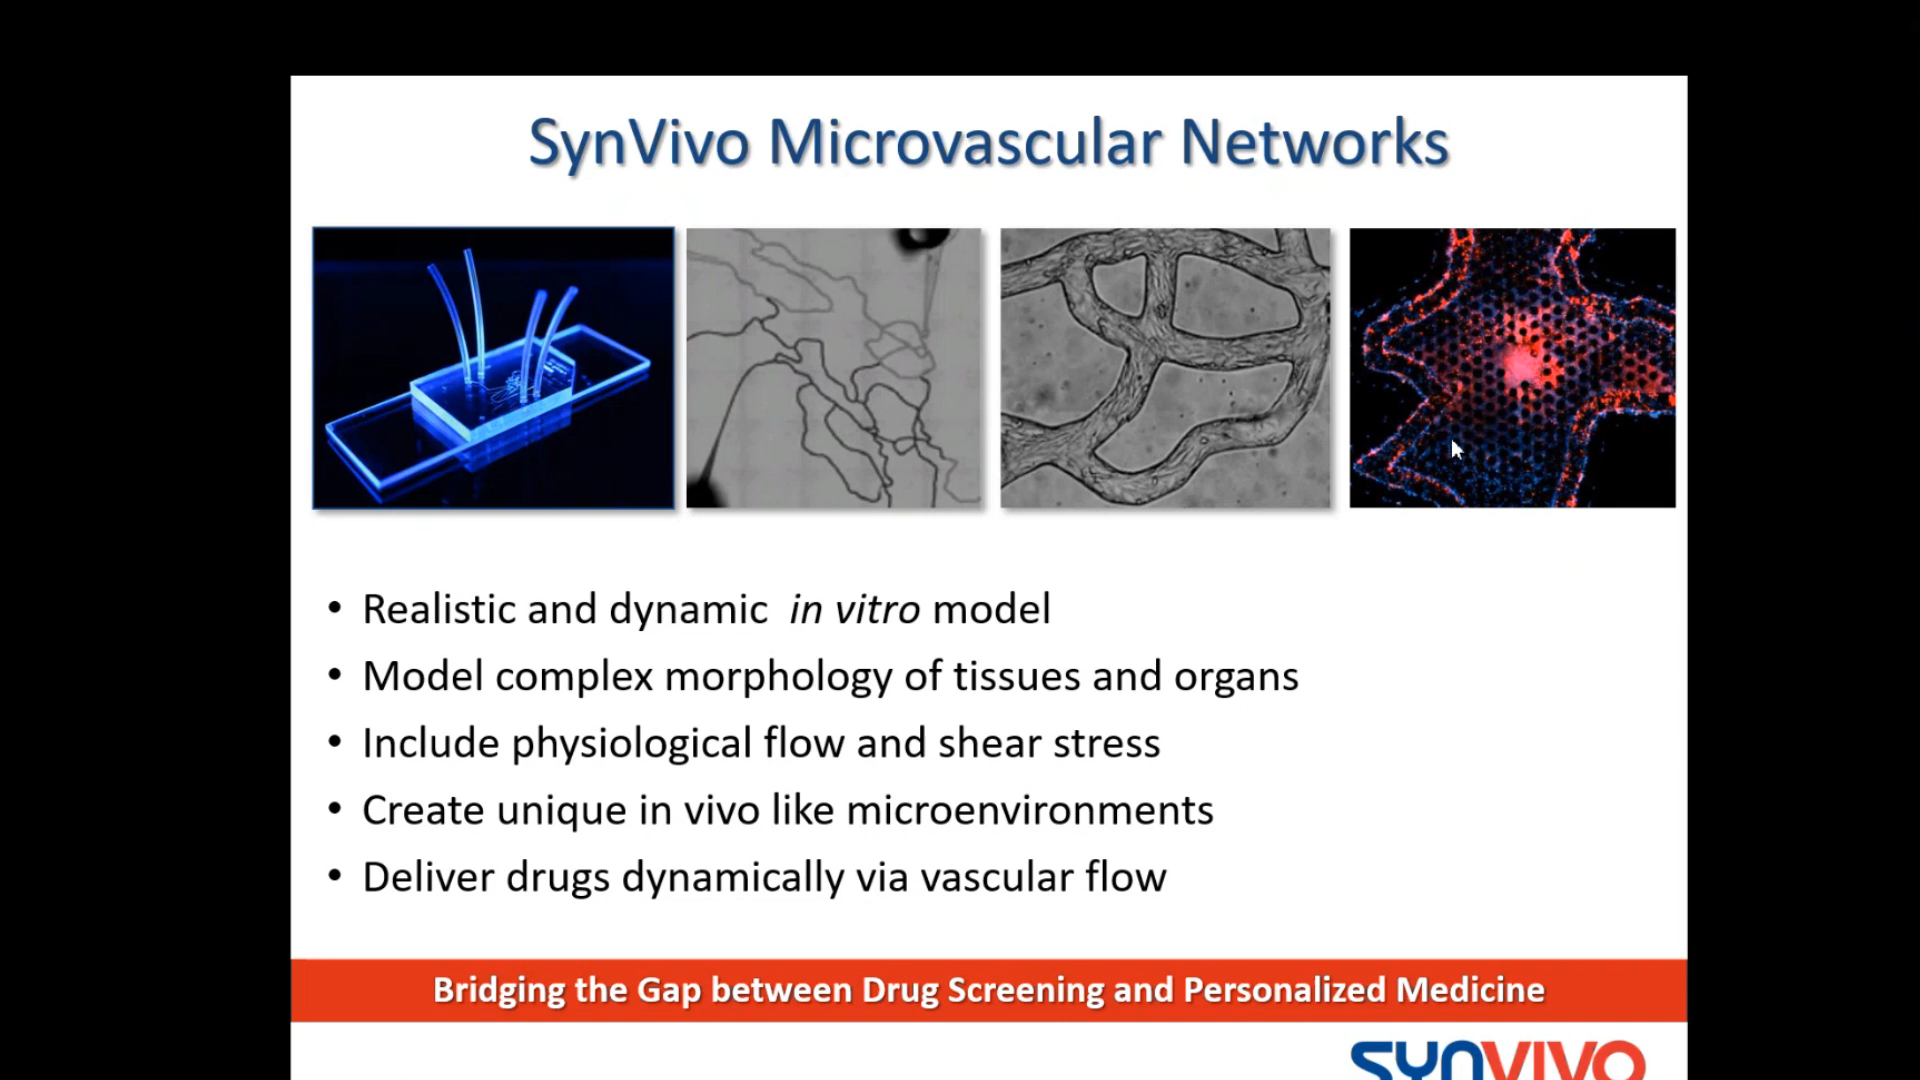 SynVivo Microvascular Networks
• Realistic and dynamic in vitro model
• Model complex morphology of tissues and organs
• Include physiological flow and shear stress
• Create unique in vivo like microenvironments
• Deliver drugs dynamically via vascular flow
Bridging the Gap between Drug Screening and Personalized Medicine
SYNVIVO